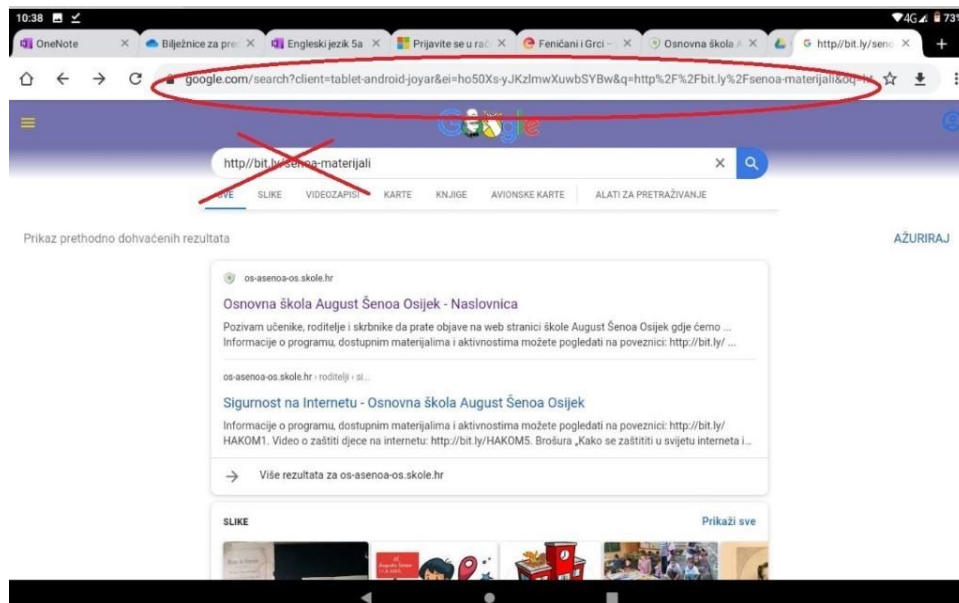 10:38 4G 73%
OneNote Bilježnice za pre Engleski jezik 5a Prijavite se u rač Feničani i Grci – Osnovna škola A G http//bit.ly/seno
google.com/search?client=tablet-android-joyar&ei=ho50Xs-yJKzlmwXuwbSYBw&q=http%2F%2Fbit.ly%2Fsenoa-materijali&oq=ht
Google
http//bit.ly/senoa-materijali
SVE SLIKE VIDEOZAPISI KARTE KNJIGE AVIONSKE KARTE ALATI ZA PRETRAŽIVANJE
Prikaz prethodno dohvaćenih rezultata AŽURIRAJ
os-asenoa-os.skole.hr
Osnovna škola August Šenoa Osijek - Naslovnica
Pozivam učenike, roditelje i skrbnike da prate objave na web stranici škole August Šenoa Osijek gdje ćemo ...
Informacije o programu, dostupnim materijalima i aktivnostima možete pogledati na poveznici: http://bit.ly/ ...
os-asenoa-os.skole.hr › roditelji › si...
Sigurnost na Internetu - Osnovna škola August Šenoa Osijek
Informacije o programu, dostupnim materijalima i aktivnostima možete pogledati na poveznici: http://bit.ly/
HAKOM1. Video o zaštiti djece na internetu: http://bit.ly/HAKOM5. Brošura „Kako se zaštititi u svijetu interneta i...
Više rezultata za os-asenoa-os.skole.hr
SLIKE Prikaži sve